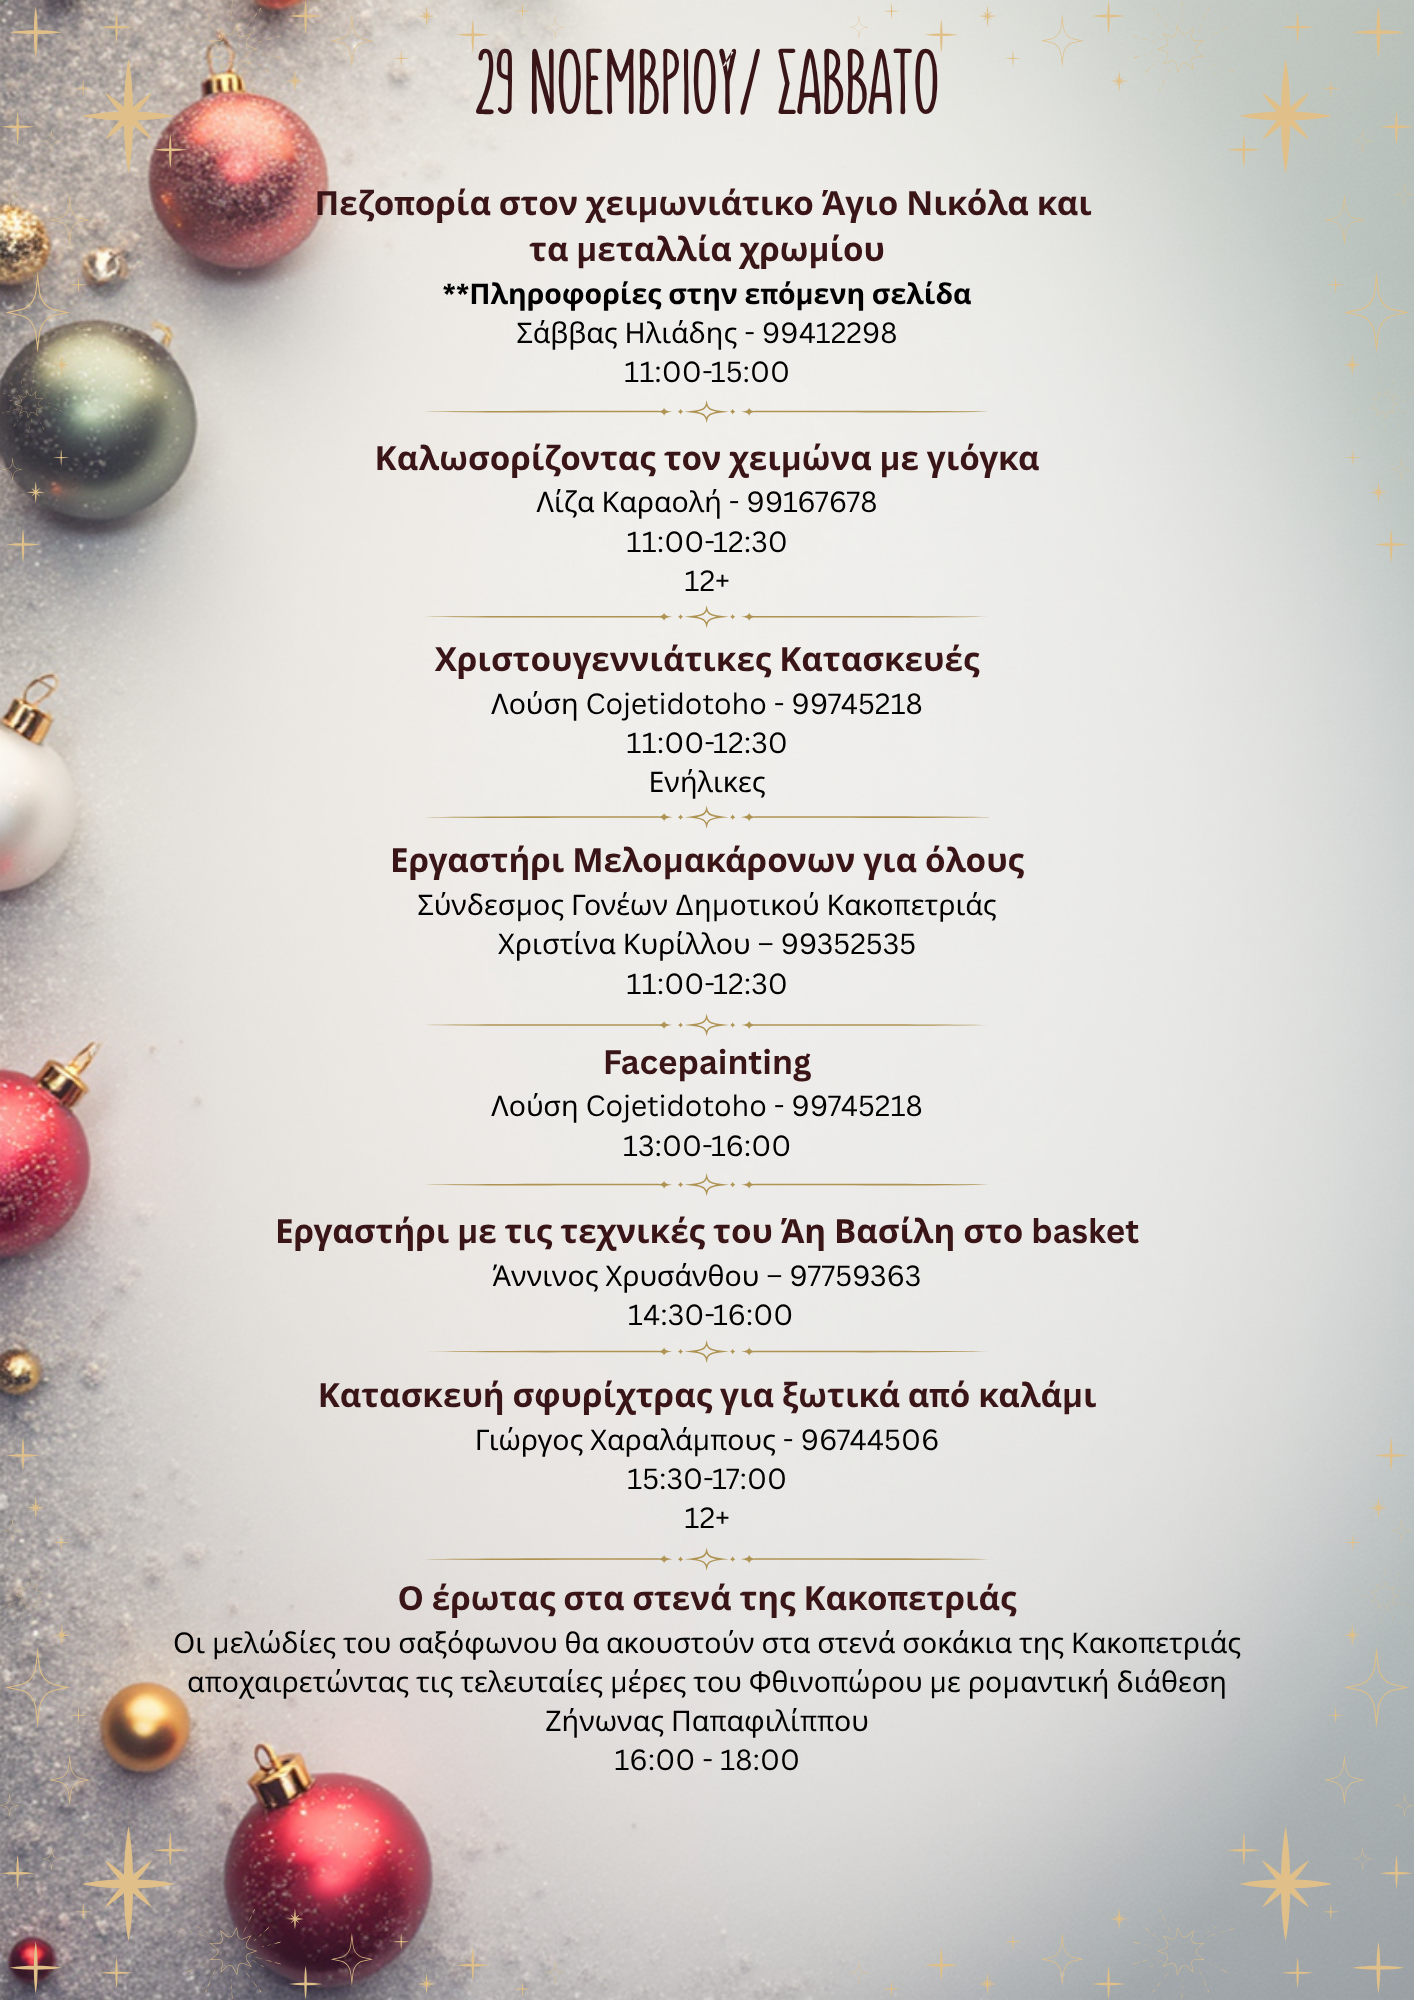 29 ΝΟΕΜΒΡΙΟΥ/ ΣΑΒΒΑΤΟ
Πεζοπορία στον χειμωνιάτικο Άγιο Νικόλα και
τα μεταλλία χρωμίου
**Πληροφορίες στην επόμενη σελίδα
Σάββας Ηλιάδης - 99412298
11:00-15:00
Καλωσορίζοντας τον χειμώνα με γιόγκα
Λίζα Καραολή - 99167678
11:00-12:30
12+
Χριστουγεννιάτικες Κατασκευές
Λούση Cojetidotoho - 99745218
11:00-12:30
Ενήλικες
Εργαστήρι Μελομακάρονων για όλους
Σύνδεσμος Γονέων Δημοτικού Κακοπετριάς
Χριστίνα Κυρίλλου – 99352535
11:00-12:30
Facepainting
Λούση Cojetidotoho - 99745218
13:00-16:00
Εργαστήρι με τις τεχνικές του Άη Βασίλη στο basket
Άννινος Χρυσάνθου – 97759363
14:30-16:00
Κατασκευή σφυρίχτρας για ξωτικά από καλάμι
Γιώργος Χαραλάμπους - 96744506
15:30-17:00
12+
Ο έρωτας στα στενά της Κακοπετριάς
Οι μελώδίες του σαξόφωνου θα ακουστούν στα στενά σοκάκια της Κακοπετριάς
αποχαιρετώντας τις τελευταίες μέρες του Φθινοπώρου με ρομαντική διάθεση
Ζήνωνας Παπαφιλίππου
16:00 - 18:00